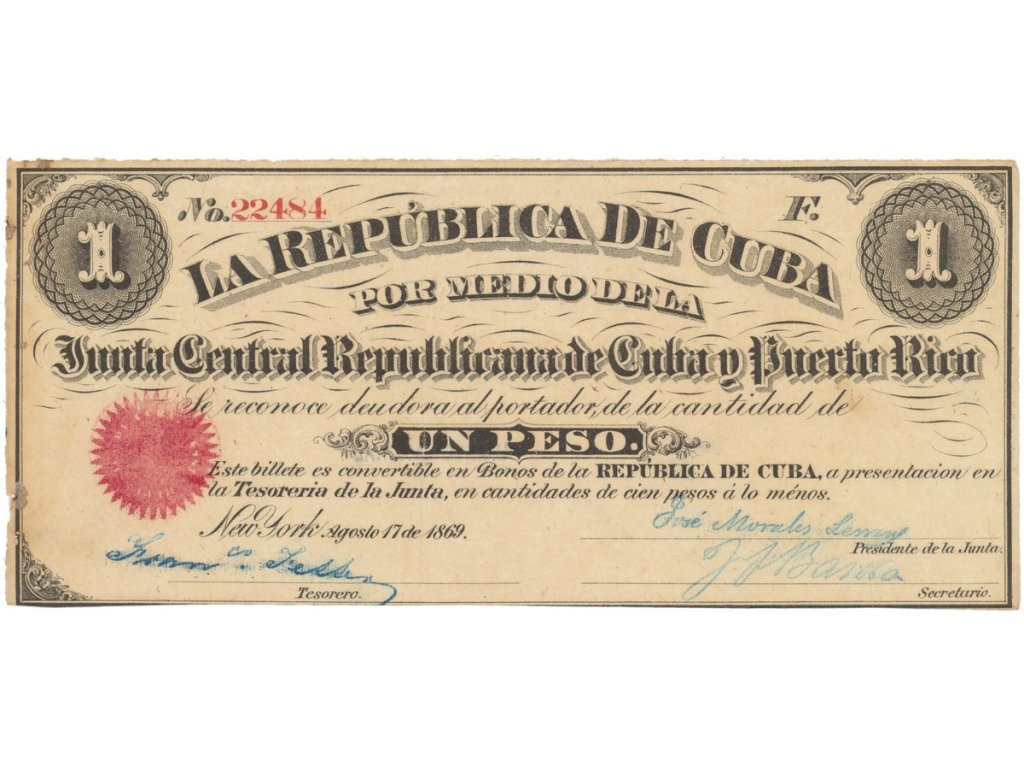 No. 22484 F.
1 1
LA REPÚBLICA DE CUBA
POR MEDIO DE LA
Junta Central Republicana de Cuba y Puerto Rico
Se reconoce deudora al portador, de la cantidad de
UN PESO.
Este billete es convertible en Bonos de la REPÚBLICA DE CUBA, a presentacion en
la Tesoreria de la Junta, en cantidades de cien pesos á lo ménos.
New York Agosto 17 de 1869.
José Morales Lemus
Presidente de la Junta.
Tesorero.
Secretario.